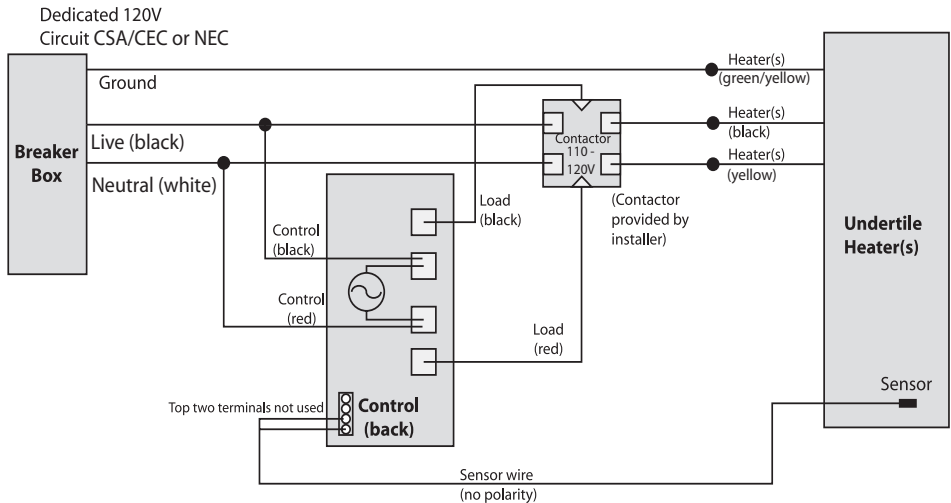 Dedicated 120V
Circuit CSA/CEC or NEC
Breaker
Box
Ground
Live (black)
Neutral (white)
Heater(s)
(green/yellow)
Heater(s)
(black)
Heater(s)
(yellow)
Contactor
110 -
120V
(Contactor
provided by
installer)
Load
(black)
Control
(black)
Control
(red)
Load
(red)
Undertile
Heater(s)
Sensor
Top two terminals not used
Control
(back)
Sensor wire
(no polarity)